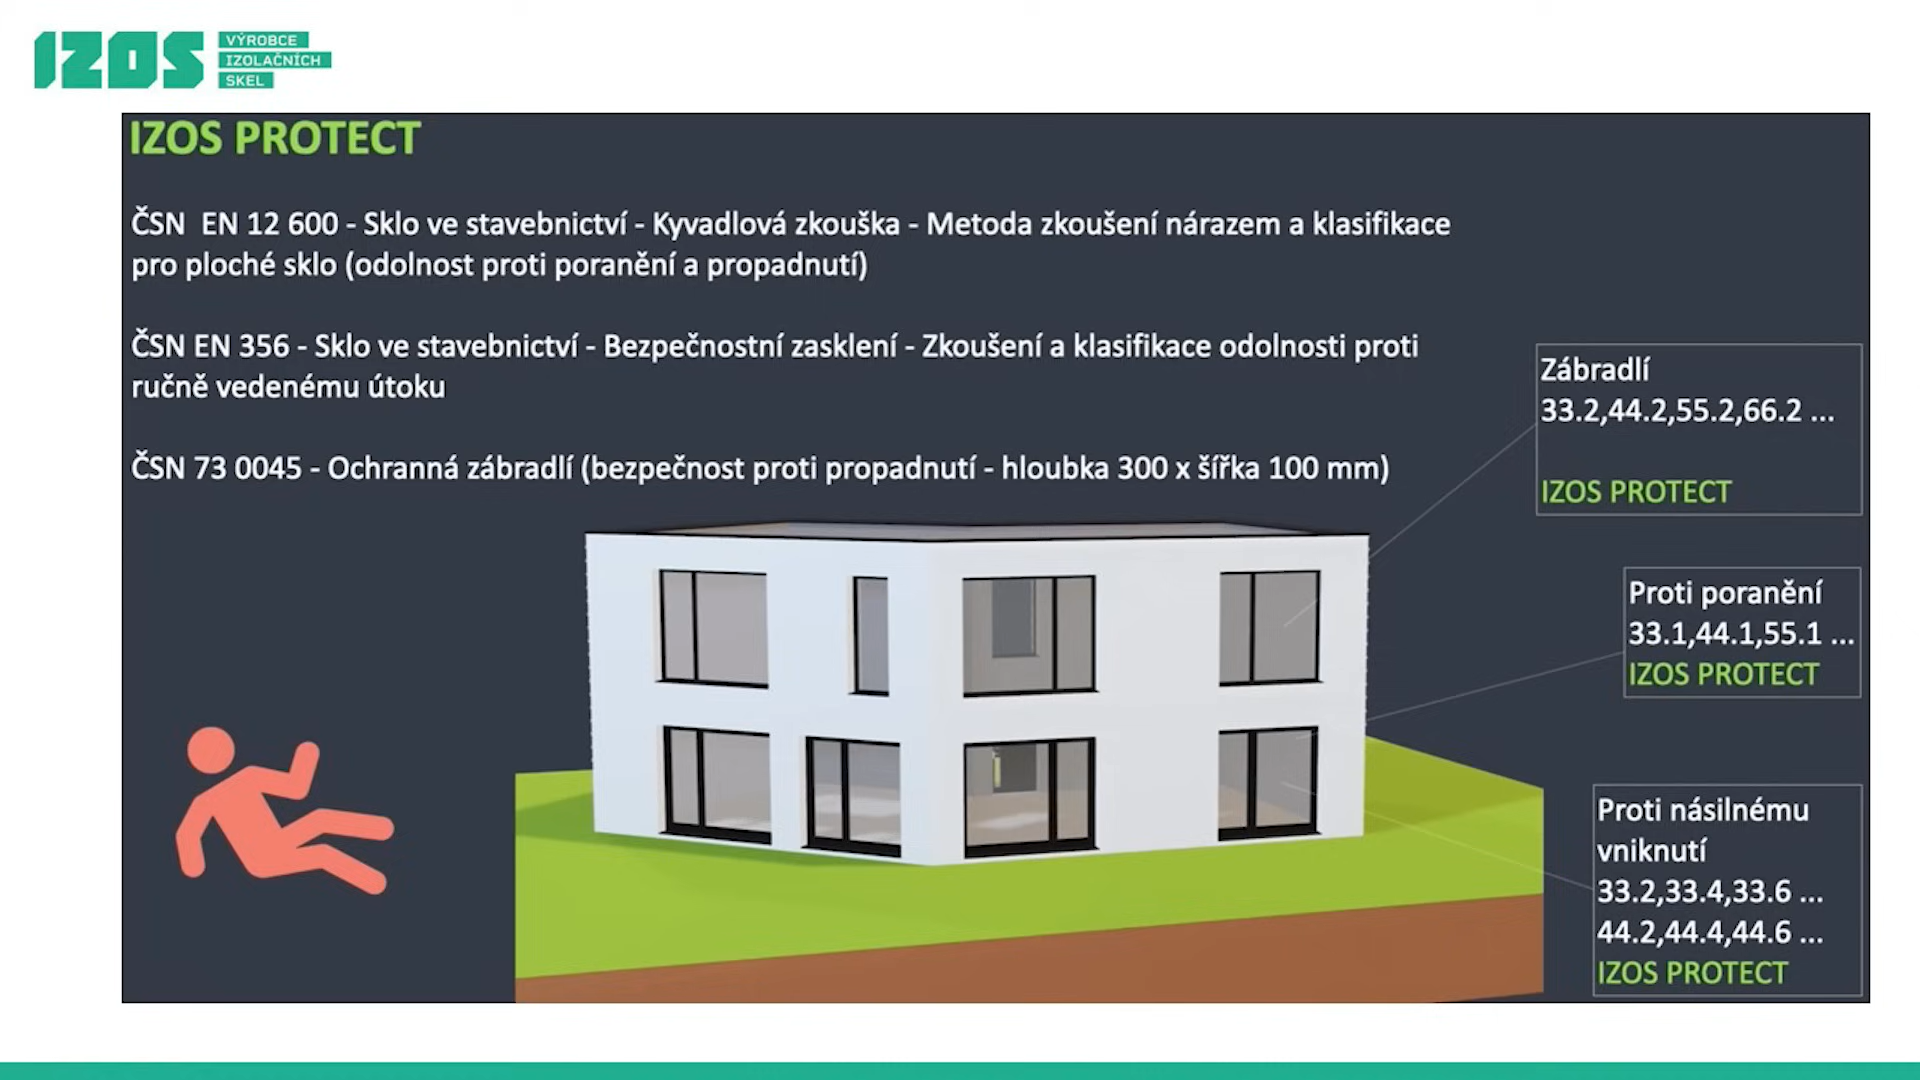 IZOS
VÝROBCE
IZOLAČNÍCH
SKEL
IZOS PROTECT
ČSN  EN 12 600 - Sklo ve stavebnictví - Kyvadlová zkouška - Metoda zkoušení nárazem a klasifikace
pro ploché sklo (odolnost proti poranění a propadnutí)
ČSN EN 356 - Sklo ve stavebnictví - Bezpečnostní zasklení - Zkoušení a klasifikace odolnosti proti
ručně vedenému útoku
ČSN 73 0045 - Ochranná zábradlí (bezpečnost proti propadnutí - hloubka 300 x šířka 100 mm)
Zábradlí
33.2,44.2,55.2,66.2 ...
IZOS PROTECT
Proti poranění
33.1,44.1,55.1 ...
IZOS PROTECT
Proti násilnému
vniknutí
33.2,33.4,33.6 ...
44.2,44.4,44.6 ...
IZOS PROTECT